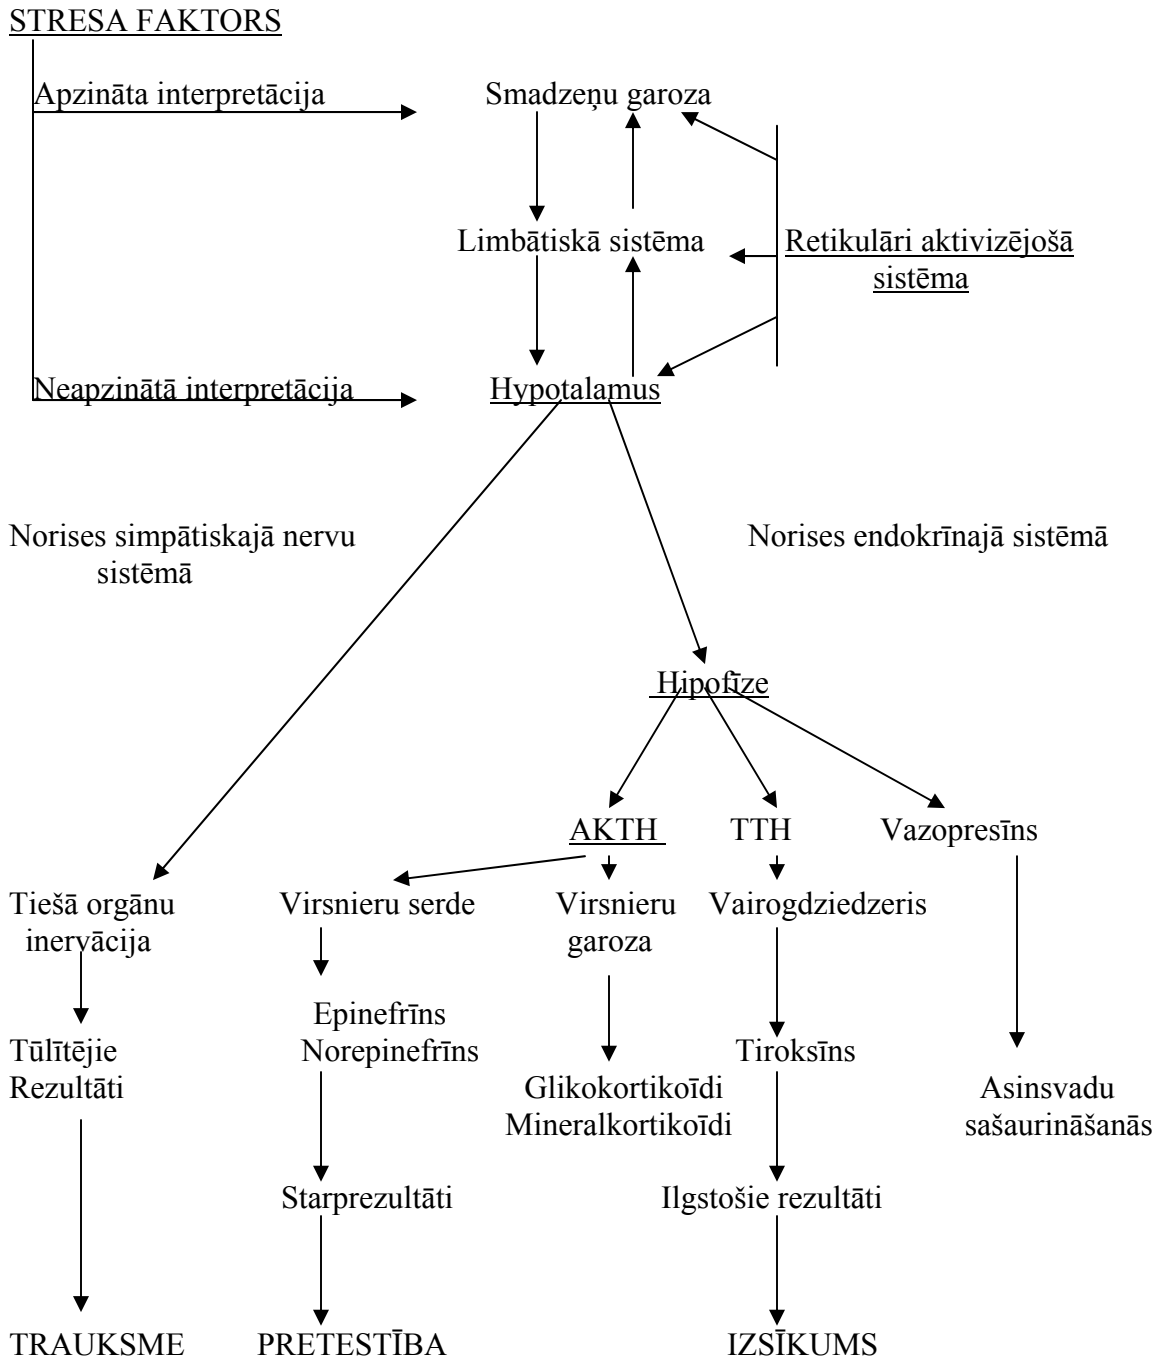 STRESA FAKTORS
Apzināta interpretācija
Smadzeņu garoza
Limbātiskā sistēma
Retikulāri aktivizējošā
sistēma
Neapzinātā interpretācija
Hypotalamus
Norises simpātiskajā nervu
sistēmā
Norises endokrīnajā sistēmā
Hipofīze
AKTH
TTH
Vazopresīns
Tiešā orgānu
inervācija
Virsnieru serde
Virsnieru
garoza
Vairogdziedzeris
Epinefrīns
Norepinefrīns
Tūlītējie
Rezultāti
Tiroksīns
Glikokortikoīdi
Mineralkortikoīdi
Asinsvadu
sašaurināšanās
Starprezultāti
Ilgstošie rezultāti
TRAUKSME
PRETESTĪBA
IZSĪKUMS